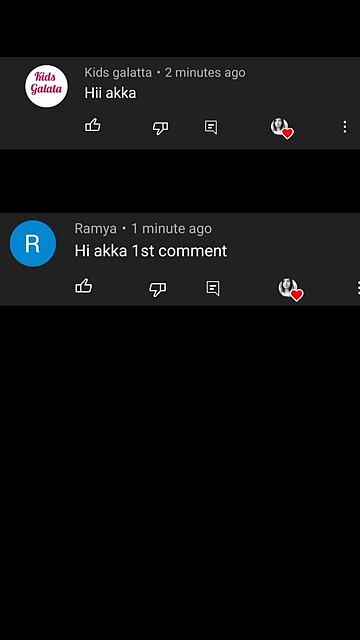 Kids Galata
Kids galatta • 2 minutes ago
Hii akka
R
Ramya • 1 minute ago
Hi akka 1st comment